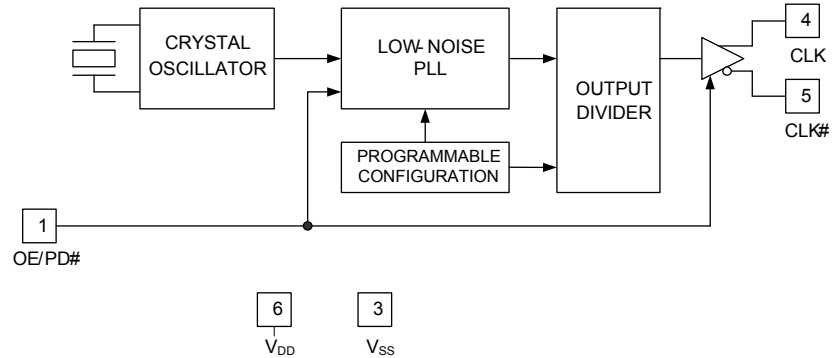 CRYSTAL
OSCILLATOR
LOW-NOISE
PLL
OUTPUT
DIVIDER
4
CLK
5
CLK#
PROGRAMMABLE
CONFIGURATION
1
OE/PD#
6
VDD
3
VSS